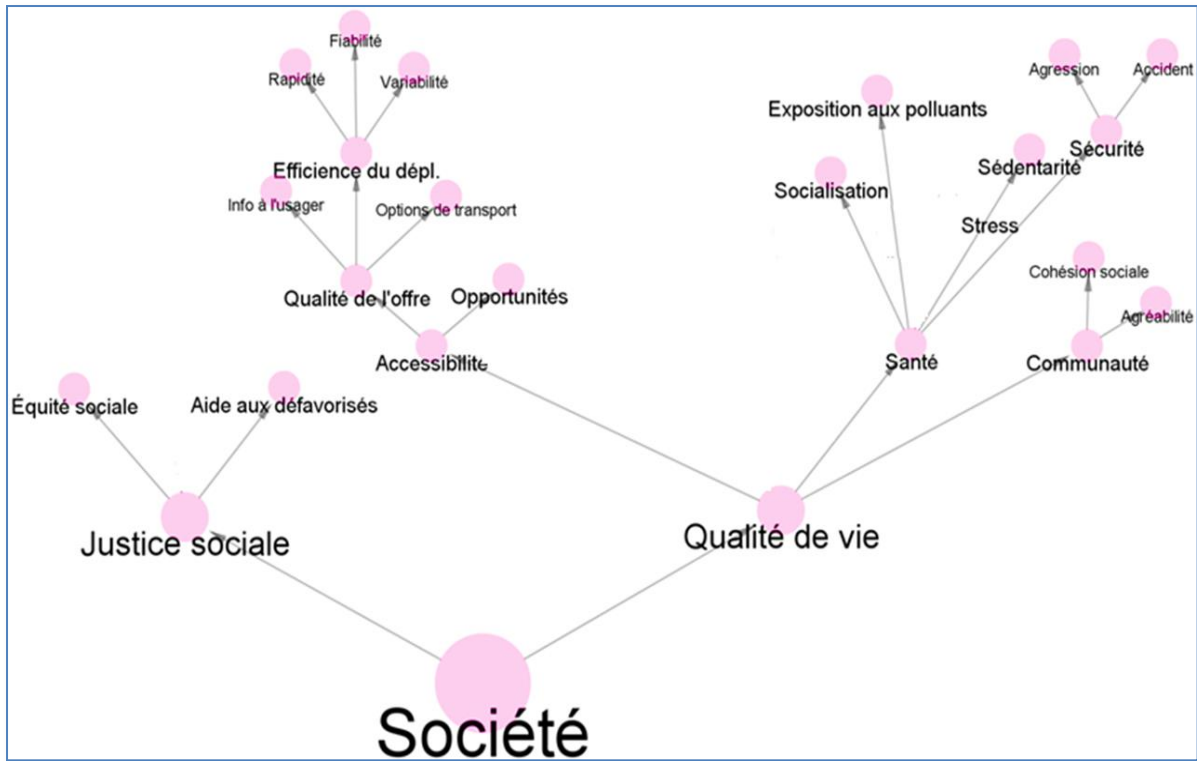 Fiabilité
Rapidité
Variabilité
Agression
Accident
Exposition aux polluants
Sécurité
Efficience du dépl.
Sédentarité
Socialisation
Info à l'usager
Options de transport
Stress
Cohésion sociale
Qualité de l'offre
Opportunités
Agréabilité
Accessibilité
Santé
Communauté
Équité sociale
Aide aux défavorisés
Justice sociale
Qualité de vie
Société